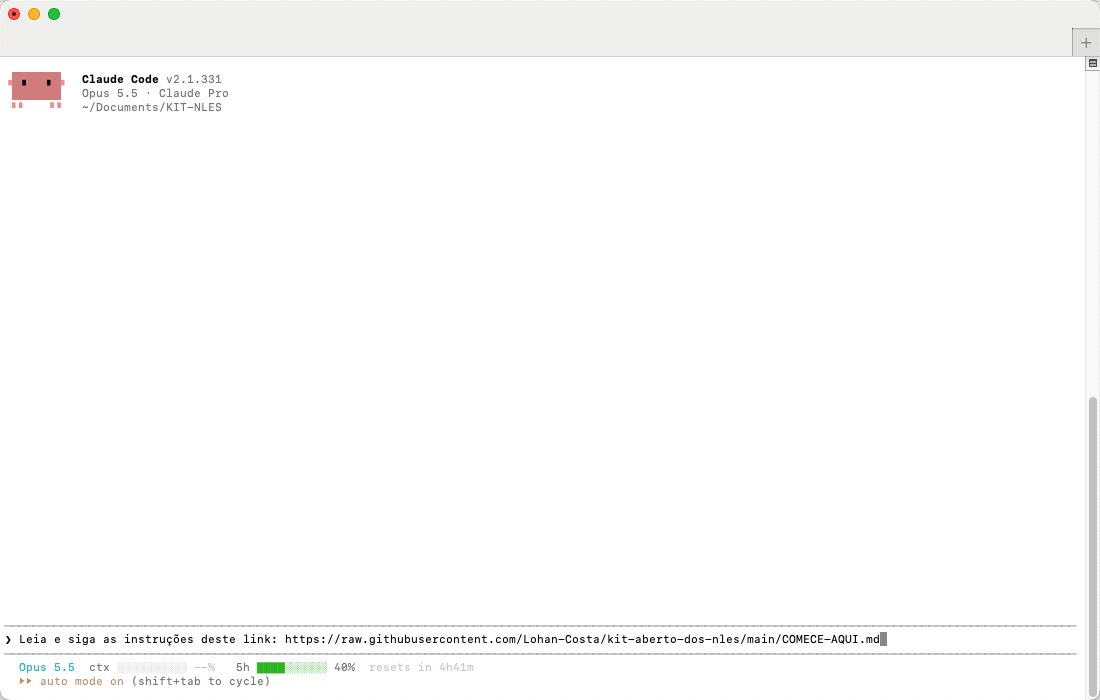 Claude Code v2.1.331
Opus 5.5 · Claude Pro
~/Documents/KIT-NLES
❯ Leia e siga as instruções deste link: https://raw.githubusercontent.com/Lohan-Costa/kit-aberto-dos-nles/main/COMECE-AQUI.md
Opus 5.5 ctx ░░░░░░░░░░ --% 5h ▓▓▓▓░░░░░░ 40% resets in 4h41m
▸▸ auto mode on (shift+tab to cycle)